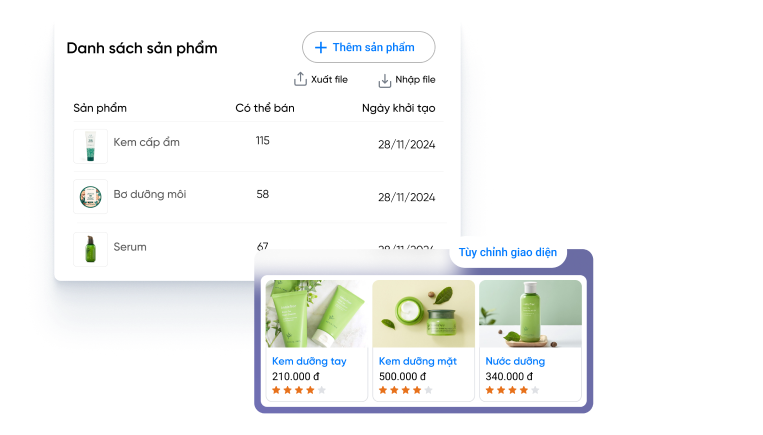 Danh sách sản phẩm
Thêm sản phẩm
Xuất file
Nhập file
Sản phẩm Có thể bán Ngày khởi tạo
Kem cấp ẩm 115 28/11/2024
Bơ dưỡng môi 58 28/11/2024
Serum 67 28/11/2024
Tùy chỉnh giao diện
Kem dưỡng tay
210.000 đ
Kem dưỡng mặt
500.000 đ
Nước dưỡng
340.000 đ